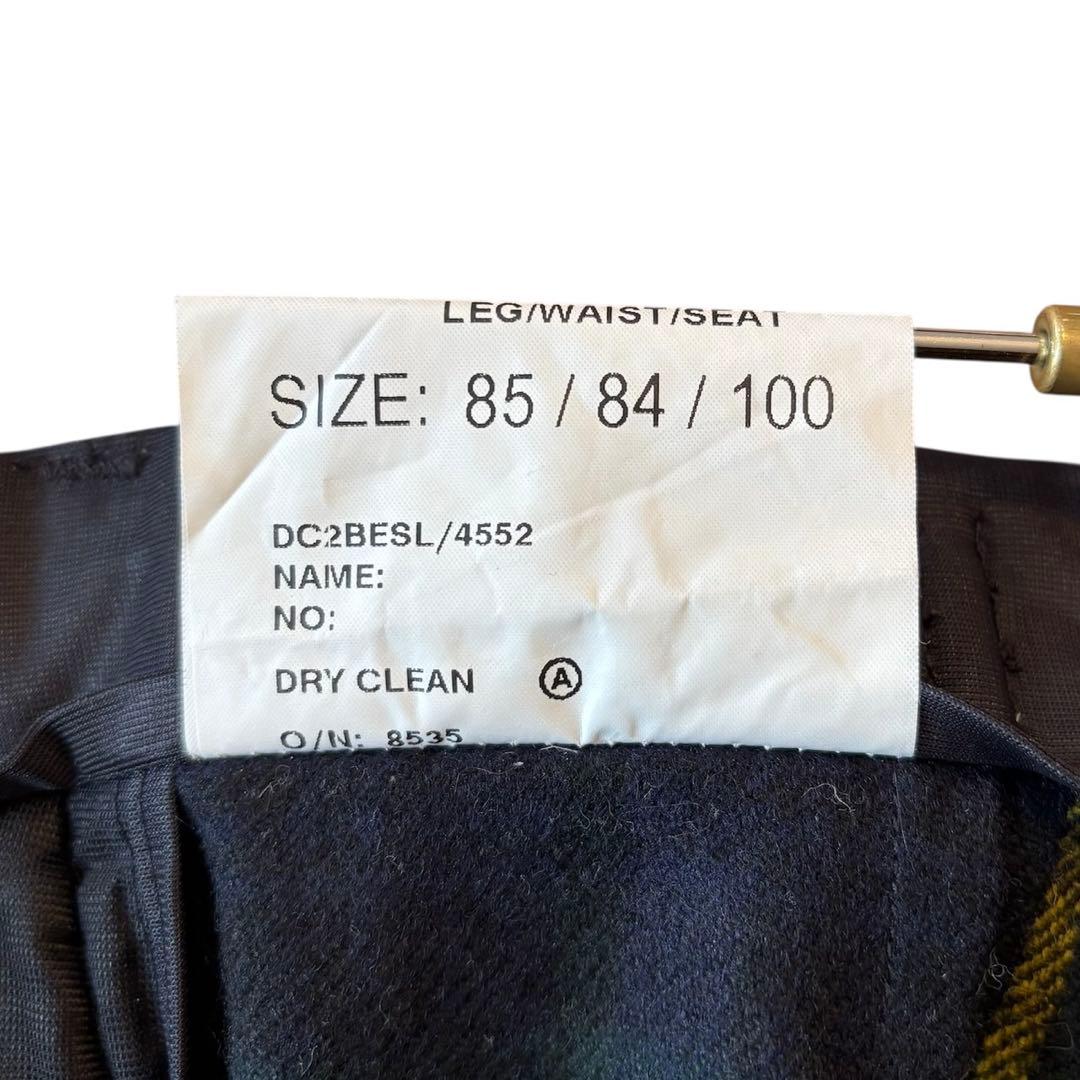 LEG/WAIST/SEAT
SIZE: 85 / 84 / 100
DC2BESL/4552
NAME:
NO:
DRY CLEAN Ⓐ
O/N: 8535